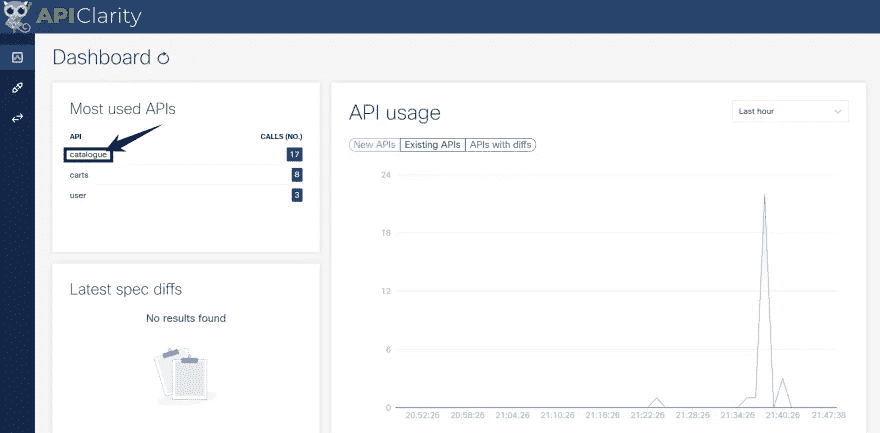 APIClarity
Dashboard
Most used APIs
API CALLS (NO.)
catalogue 17
carts 8
user 3
Latest spec diffs
No results found
API usage
Last hour
New APIs Existing APIs APIs with diffs
24
18
12
6
0
20:52:26 20:58:26 21:04:26 21:10:26 21:16:26 21:22:26 21:28:26 21:34:26 21:40:26 21:47:38